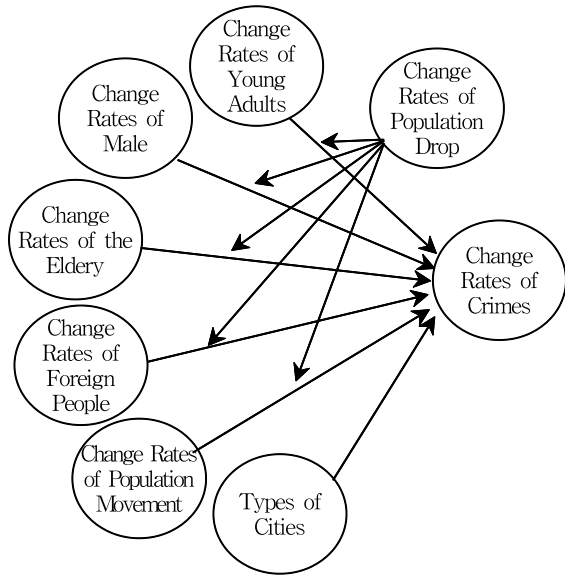 Change
Rates of
Young
Adults
Change
Rates of
Population
Drop
Change
Rates of
Male
Change
Rates of the
Eldery
Change
Rates of
Crimes
Change
Rates of
Foreign
People
Change Rates
of Population
Movement
Types of
Cities